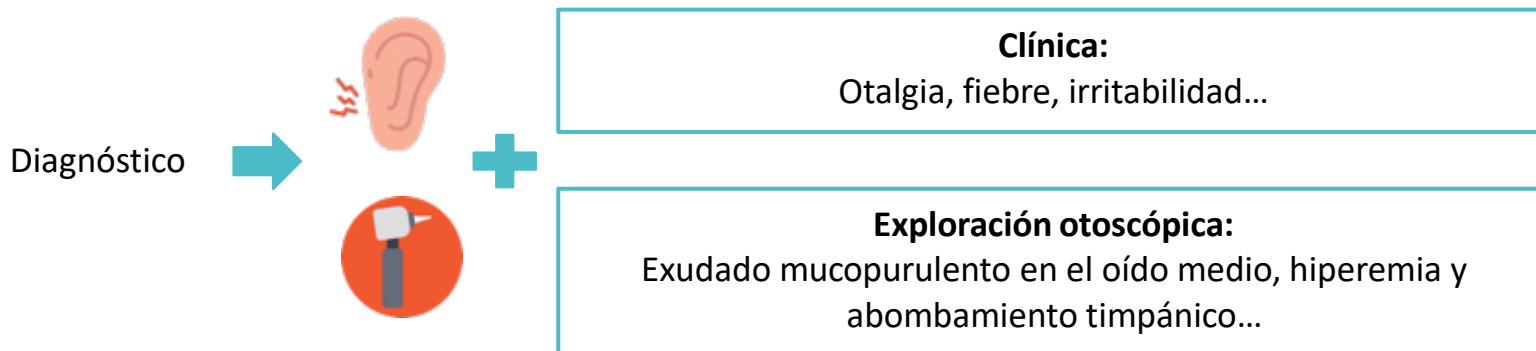 Diagnóstico
Clínica:
Otalgia, fiebre, irritabilidad…
Exploración otoscópica:
Exudado mucopurulento en el oído medio, hiperemia y
abombamiento timpánico…